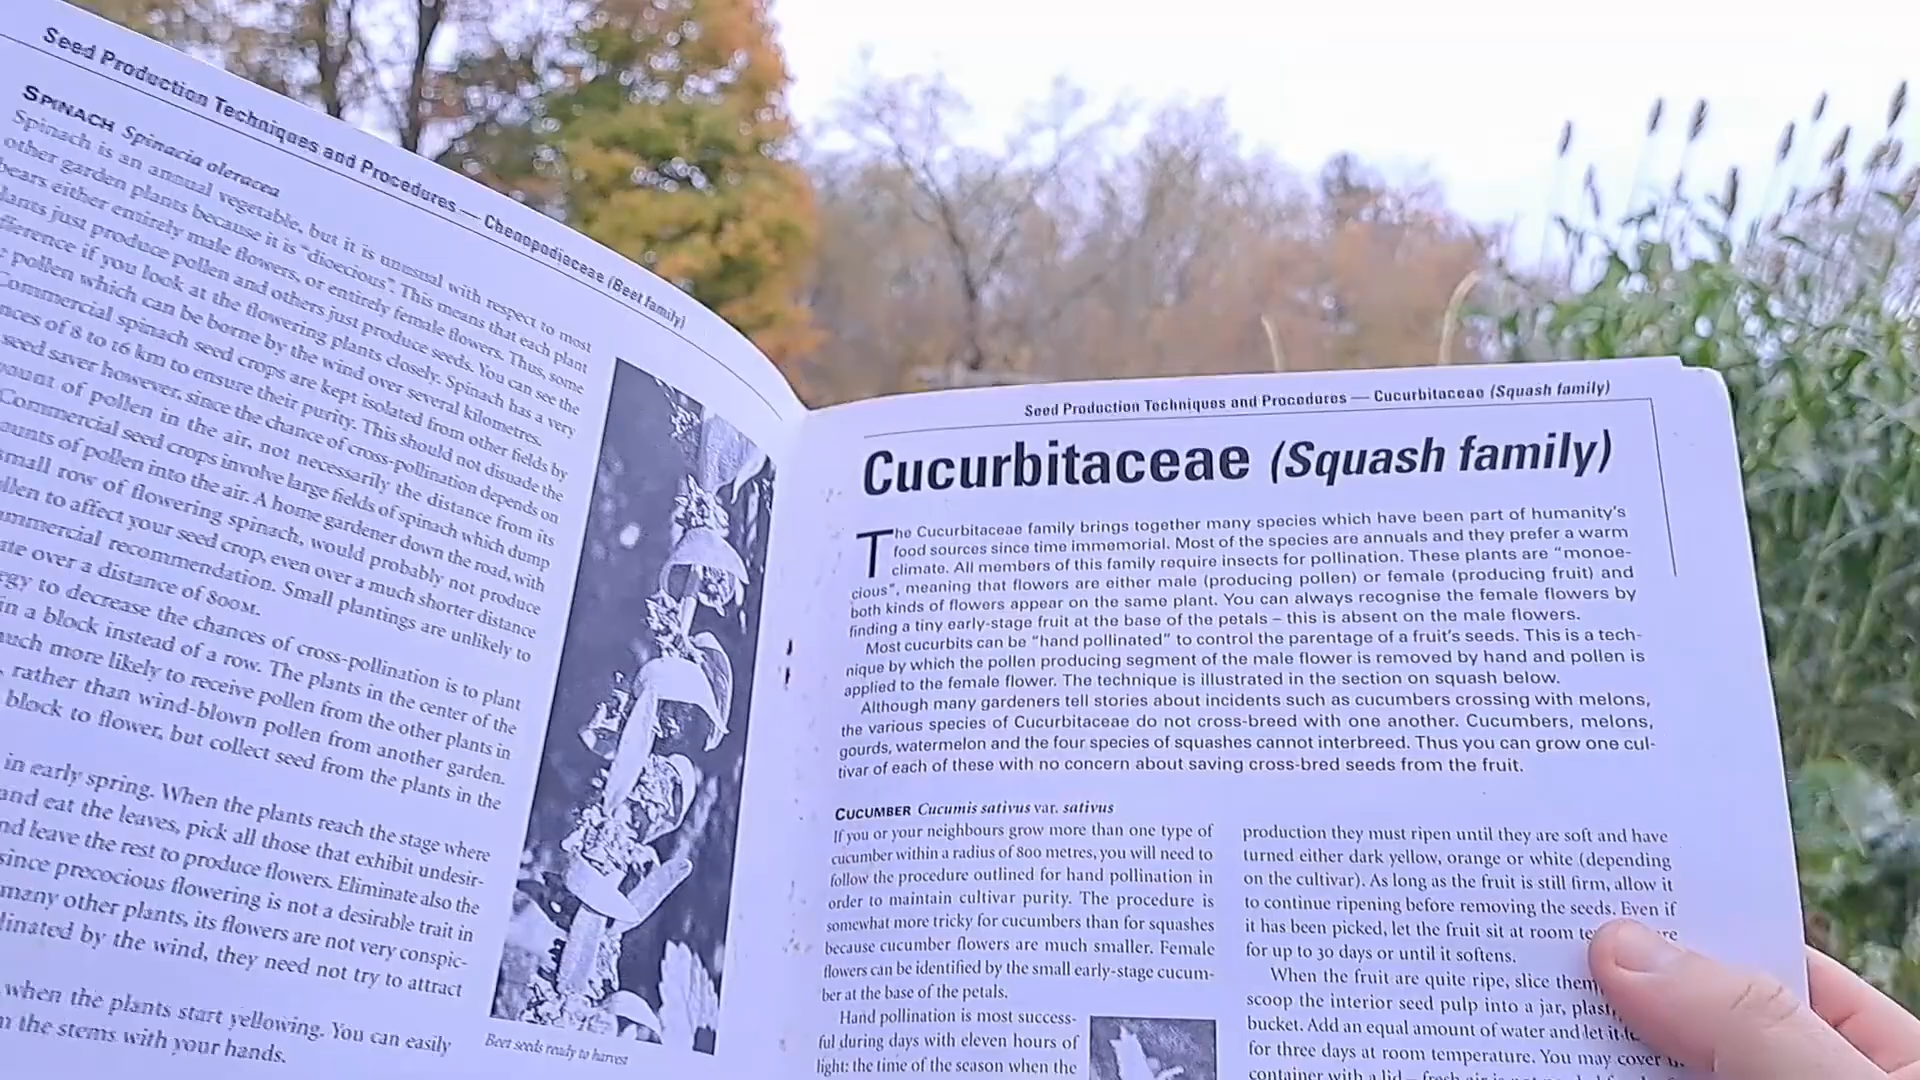 Seed Production Techniques and Procedures — Chenopodiaceae (Beet family)
SPINACH Spinacia oleracea
Spinach is an annual vegetable, but it is unusual with respect to most
other garden plants because it is "dioecious". This means that each plant
bears either entirely male flowers, or entirely female flowers. Thus, some
plants just produce pollen and others just produce seeds. You can see the
difference if you look at the flowering plants closely. Spinach has a very
pollen which can be borne by the wind over several kilometres.
Commercial spinach seed crops are kept isolated from other fields by
of 8 to 16 km to ensure their purity. This should not dissuade the
seed saver however, since the chance of cross-pollination depends on
of pollen in the air, not necessarily the distance from its
Commercial seed crops involve large fields of spinach which dump
of pollen into the air. A home gardener down the road, with
small row of flowering spinach, would probably not produce
to affect your seed crop, even over a much shorter distance
recommendation. Small plantings are unlikely to
over a distance of 800M.
to decrease the chances of cross-pollination is to plant
in a block instead of a row. The plants in the center of the
much more likely to receive pollen from the other plants in
rather than wind-blown pollen from another garden.
block to flower, but collect seed from the plants in the
in early spring. When the plants reach the stage where
and eat the leaves, pick all those that exhibit undesir-
leave the rest to produce flowers. Eliminate also the
since precocious flowering is not a desirable trait in
many other plants, its flowers are not very conspic-
by the wind, they need not try to attract
when the plants start yellowing. You can easily
the stems with your hands.
Beet seeds ready to harvest
Seed Production Techniques and Procedures — Cucurbitaceae (Squash family)
Cucurbitaceae (Squash family)
The Cucurbitaceae family brings together many species which have been part of humanity's
food sources since time immemorial. Most of the species are annuals and they prefer a warm
climate. All members of this family require insects for pollination. These plants are "monoe-
cious", meaning that flowers are either male (producing pollen) or female (producing fruit) and
both kinds of flowers appear on the same plant. You can always recognise the female flowers by
finding a tiny early-stage fruit at the base of the petals – this is absent on the male flowers.
Most cucurbits can be "hand pollinated" to control the parentage of a fruit's seeds. This is a tech-
nique by which the pollen producing segment of the male flower is removed by hand and pollen is
applied to the female flower. The technique is illustrated in the section on squash below.
Although many gardeners tell stories about incidents such as cucumbers crossing with melons,
the various species of Cucurbitaceae do not cross-breed with one another. Cucumbers, melons,
gourds, watermelon and the four species of squashes cannot interbreed. Thus you can grow one cul-
tivar of each of these with no concern about saving cross-bred seeds from the fruit.
CUCUMBER Cucumis sativus var. sativus
If you or your neighbours grow more than one type of
cucumber within a radius of 800 metres, you will need to
follow the procedure outlined for hand pollination in
order to maintain cultivar purity. The procedure is
somewhat more tricky for cucumbers than for squashes
because cucumber flowers are much smaller. Female
flowers can be identified by the small early-stage cucum-
ber at the base of the petals.
Hand pollination is most success-
ful during days with eleven hours of
light: the time of the season when the
production they must ripen until they are soft and have
turned either dark yellow, orange or white (depending
on the cultivar). As long as the fruit is still firm, allow it
to continue ripening before removing the seeds. Even if
it has been picked, let the fruit sit at room
for up to 30 days or until it softens.
When the fruit are quite ripe, slice them
scoop the interior seed pulp into a jar,
bucket. Add an equal amount of water and let it
for three days at room temperature. You may cover
container with a lid –